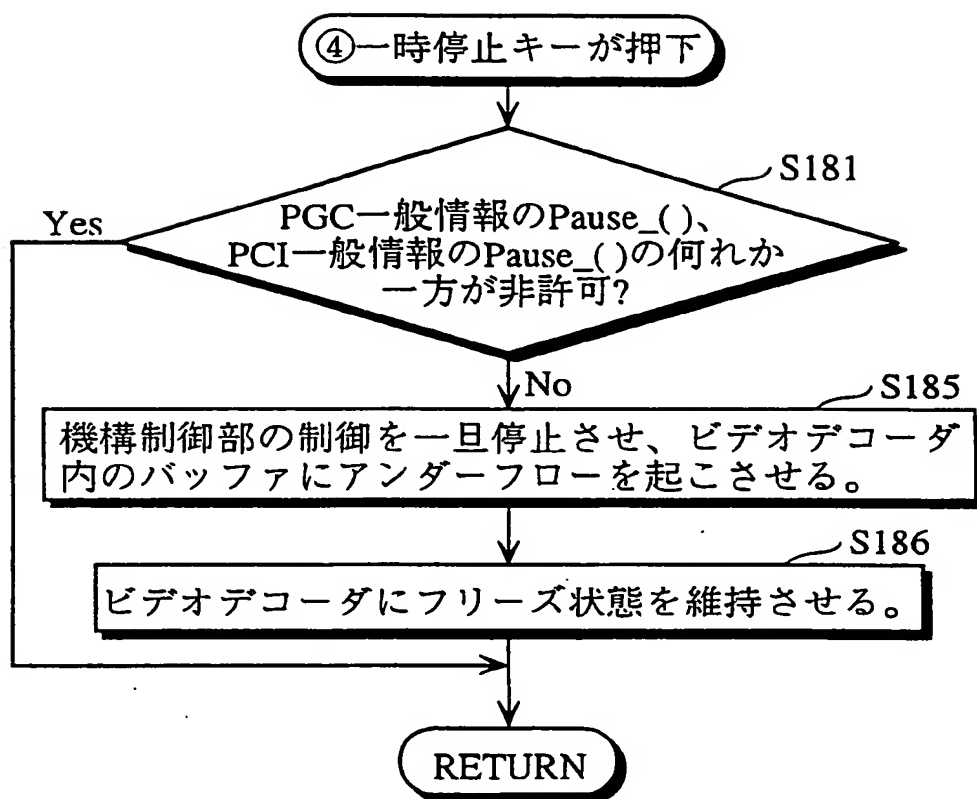 ④一時停止キーが押下
S181
Yes
PGC一般情報のPause_( )、
PCI一般情報のPause_( )の何れか
一方が非許可?
No
S185
機構制御部の制御を一旦停止させ、ビデオデコーダ
内のバッファにアンダーフローを起こさせる。
S186
ビデオデコーダにフリーズ状態を維持させる。
RETURN